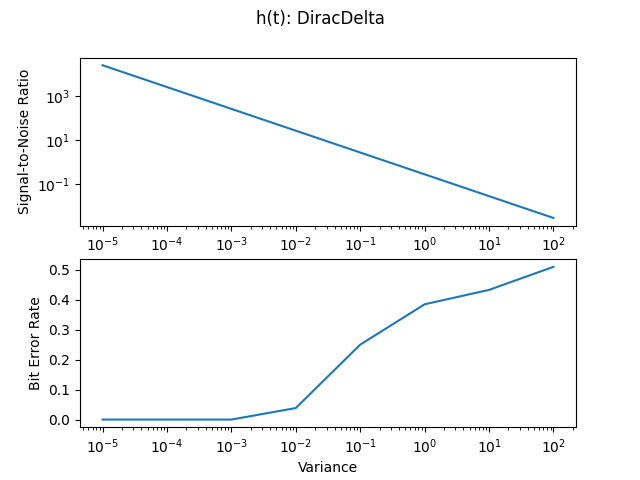 h(t): DiracDelta
Signal-to-Noise Ratio
10³
10¹
10⁻¹
10⁻⁵ 10⁻⁴ 10⁻³ 10⁻² 10⁻¹ 10⁰ 10¹ 10²
Bit Error Rate
0.5
0.4
0.3
0.2
0.1
0.0
10⁻⁵ 10⁻⁴ 10⁻³ 10⁻² 10⁻¹ 10⁰ 10¹ 10²
Variance